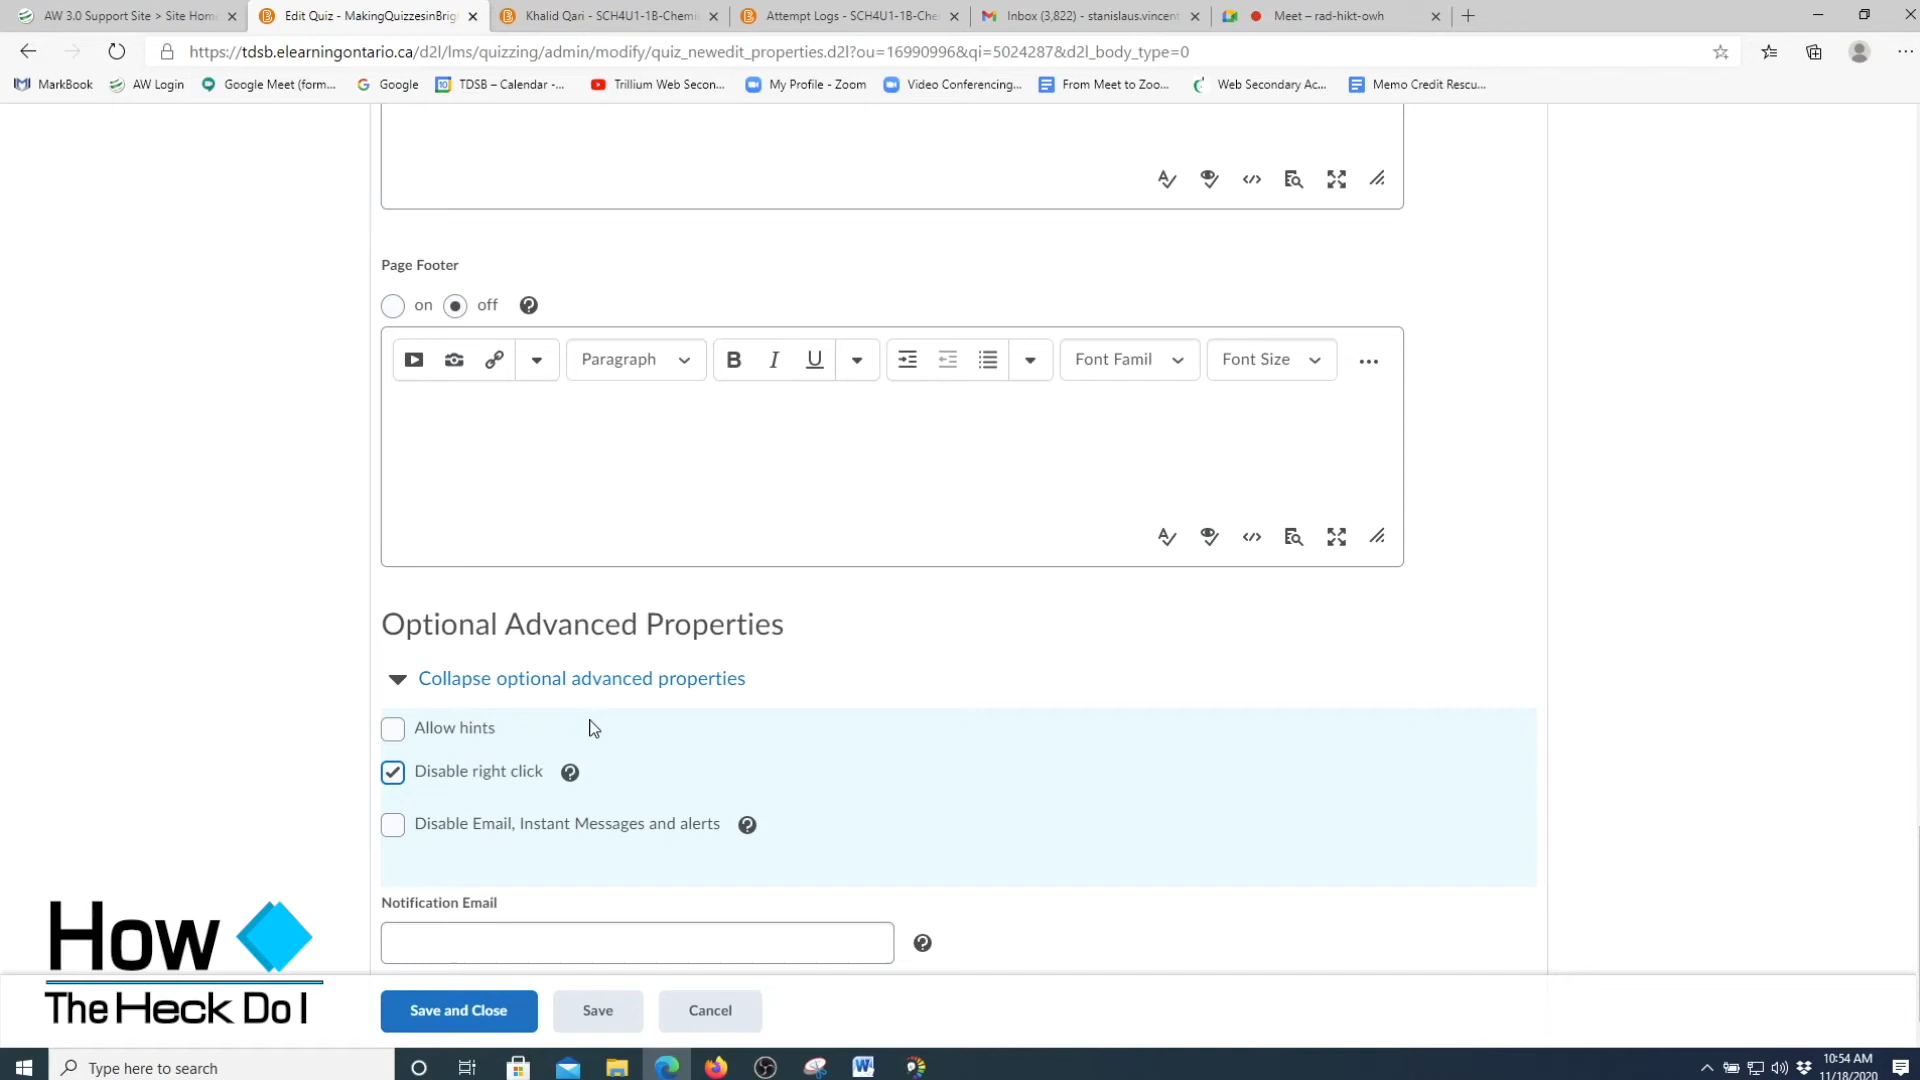 AW 3.0 Support Site > Site Home
Edit Quiz - MakingQuizzesinBrig
Khalid Qari - SCH4U1-1B-Chemi
Attempt Logs - SCH4U1-1B-Che
Inbox (3,822) - stanislaus.vincent
Meet – rad-hikt-owh
https://tdsb.elearningontario.ca/d2l/lms/quizzing/admin/modify/quiz_newedit_properties.d2l?ou=16990996&qi=5024287&d2l_body_type=0
MarkBook
AW Login
Google Meet (form...
Google
TDSB – Calendar -...
Trillium Web Secon...
My Profile - Zoom
Video Conferencing...
From Meet to Zoo...
Web Secondary Ac...
Memo Credit Rescu...
Page Footer
on off
Paragraph B I U Font Famil Font Size
Optional Advanced Properties
Collapse optional advanced properties
Allow hints
Disable right click
Disable Email, Instant Messages and alerts
Notification Email
How
The Heck Do I
Save and Close Save Cancel
Type here to search
10:54 AM
11/18/2020